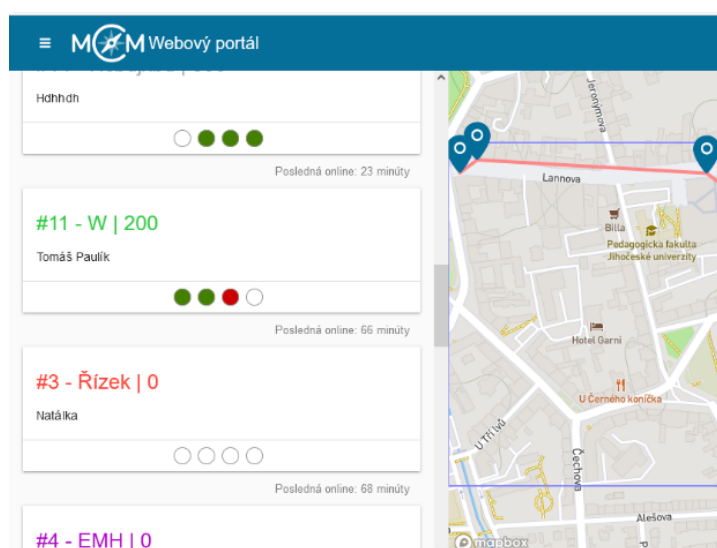 MCM Webový portál
Hdhhdh
Posledná online: 23 minúty
#11 - W | 200
Tomáš Paulík
Posledná online: 66 minúty
#3 - Řízek | 0
Natálka
Posledná online: 68 minúty
#4 - EMH | 0
Jeronýmova
Lannova
Billa
Pedagogická fakulta
Jihočeské univerzity
Hotel Garni
U Černého koníčka
U Tří lvů
Čechova
Alešova
mapbox